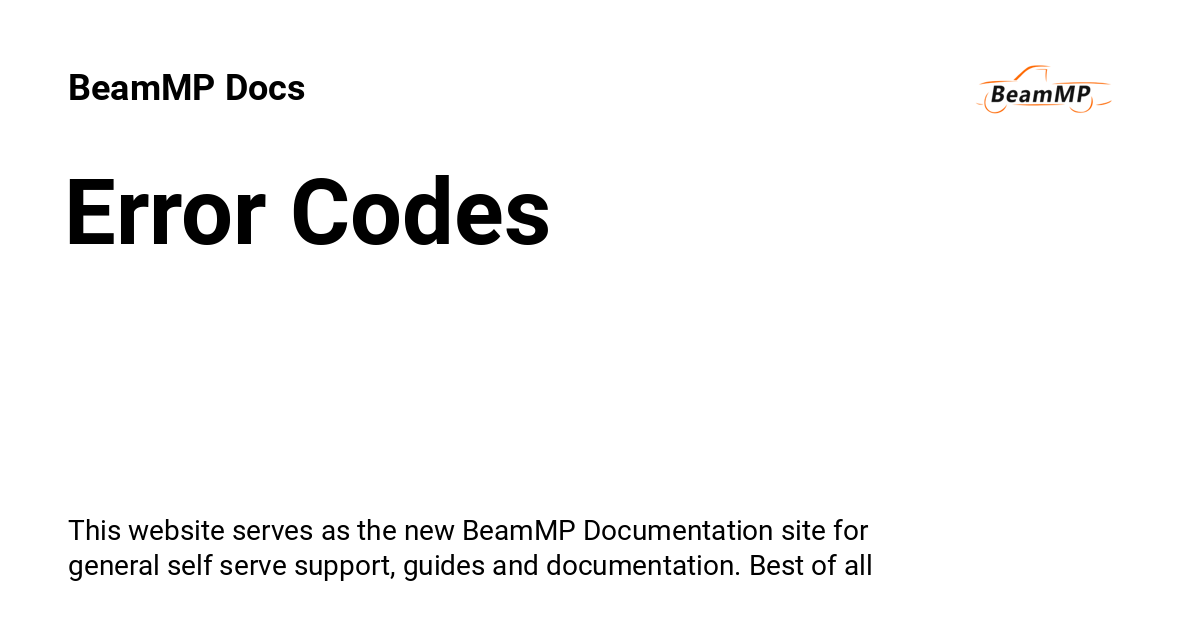 BeamMP Docs
BeamMP
Error Codes
This website serves as the new BeamMP Documentation site for
general self serve support, guides and documentation. Best of all